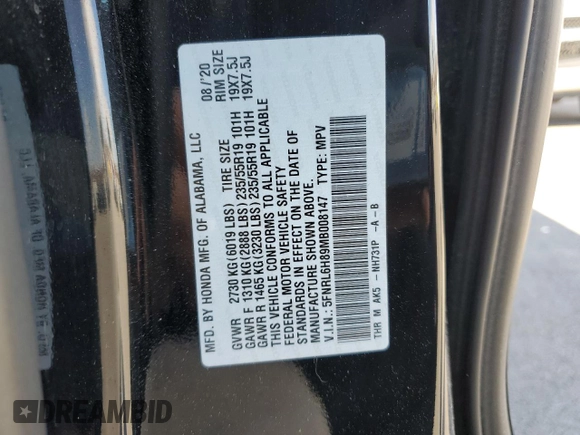 MFD. BY HONDA MFG. OF ALABAMA, LLC 08/'20
GVWR 2730 KG(6019 LBS) TIRE SIZE RIM SIZE
GAWR F 1310 KG(2888 LBS) 235/55R19 101H 19X7.5J
GAWR R 1465 KG(3230 LBS) 235/55R19 101H 19X7.5J
THIS VEHICLE CONFORMS TO ALL APPLICABLE
FEDERAL MOTOR VEHICLE SAFETY
STANDARDS IN EFFECT ON THE DATE OF
MANUFACTURE SHOWN ABOVE.
V.I.N.: 5FNRL6H89MB008147 TYPE: MPV
THR M AK5 - NH731P -A-B
DREAMBID